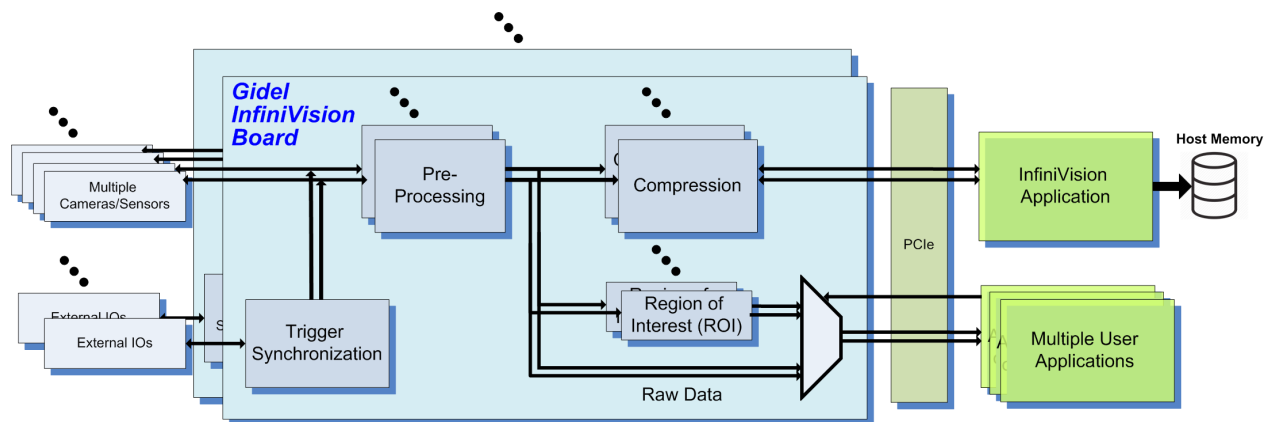 Gidel
InfiniVision
Board
Multiple
Cameras/Sensors
External IOs
External IOs
S
Trigger
Synchronization
Pre-
Processing
C
Compression
Region of
Interest (ROI)
Raw Data
PCIe
InfiniVision
Application
Host Memory
A
A
Multiple User
Applications